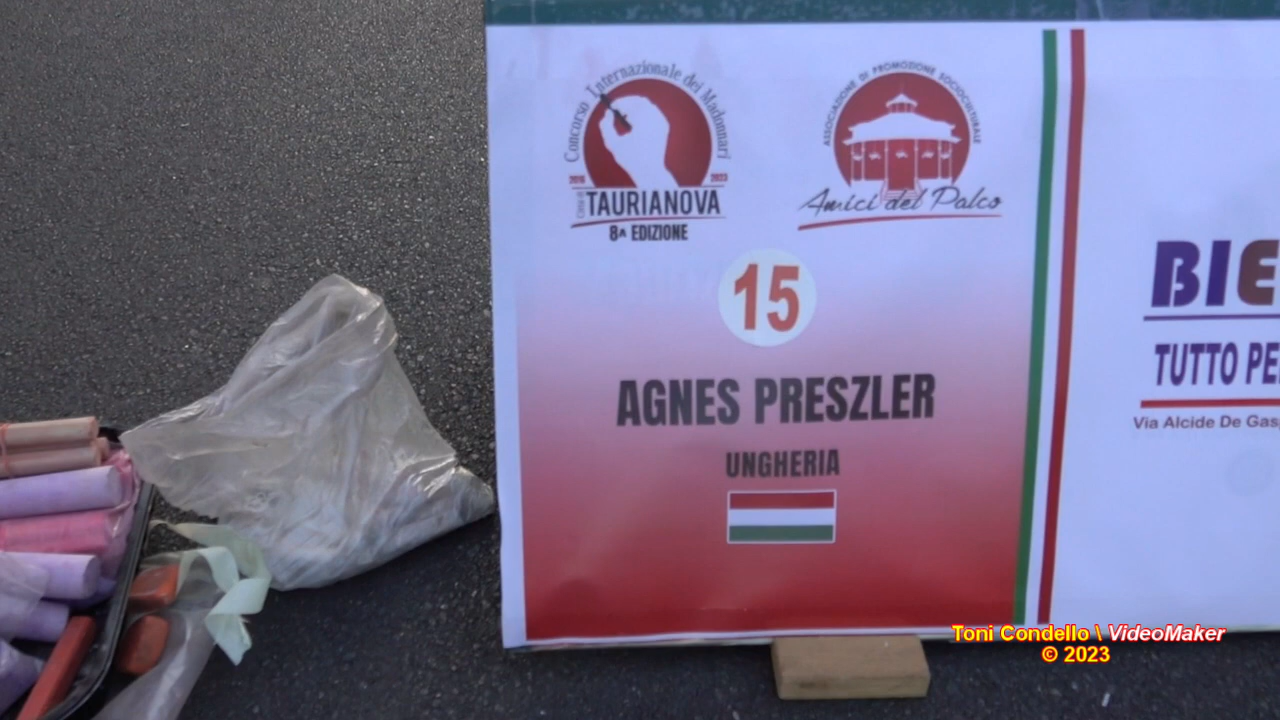 Concorso Internazionale dei Madonnari
2016 2023
Città di TAURIANOVA
8ª EDIZIONE
ASSOCIAZIONE DI PROMOZIONE SOCIOCULTURALE
Amici del Palco
15
AGNES PRESZLER
UNGHERIA
BIE
TUTTO PE
Via Alcide De Gas
Toni Condello \ VideoMaker
© 2023